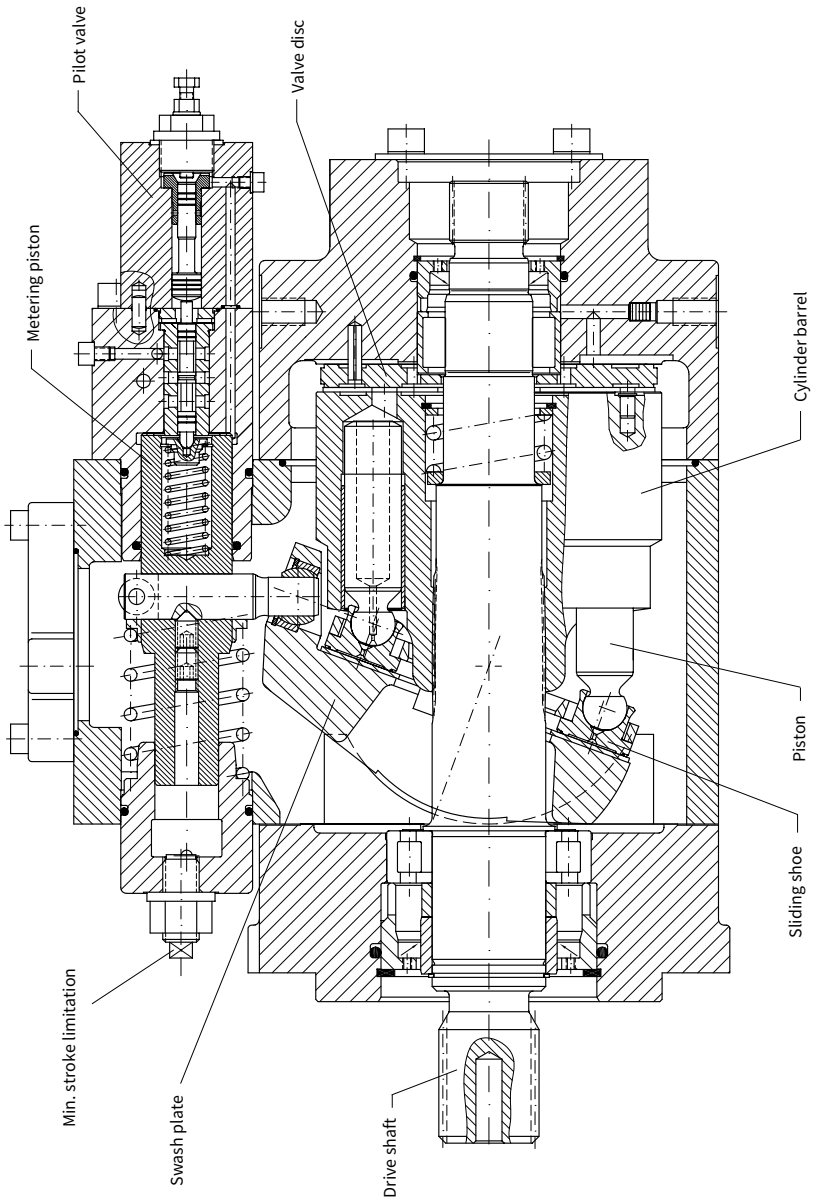 Pilot valve
Valve disc
Metering piston
Cylinder barrel
Piston
Sliding shoe
Min. stroke limitation
Swash plate
Drive shaft